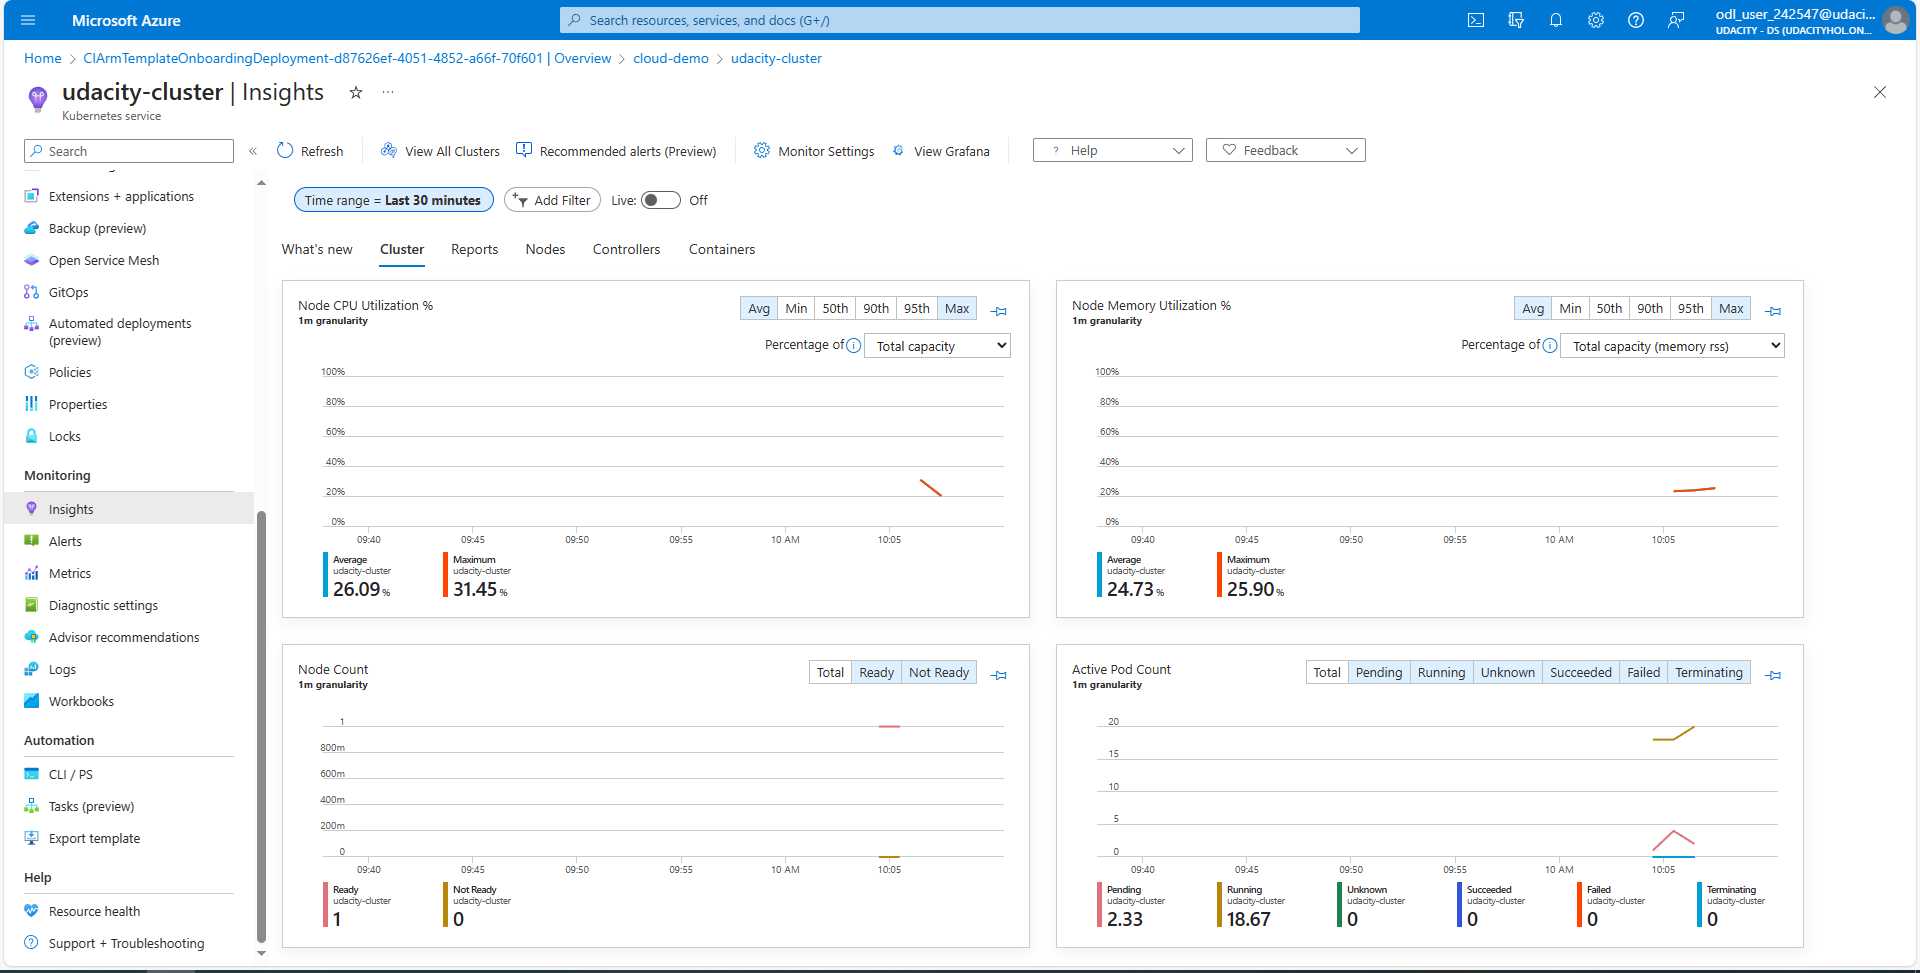 Microsoft Azure
Search resources, services, and docs (G+/)
odl_user_242547@udaci...
UDACITY - DS (UDACITYHOL.ON...
Home > CIArmTemplateOnboardingDeployment-d87626ef-4051-4852-a66f-70f601 | Overview > cloud-demo > udacity-cluster
udacity-cluster | Insights
Kubernetes service
Search
Refresh
View All Clusters
Recommended alerts (Preview)
Monitor Settings
View Grafana
Help
Feedback
Extensions + applications
Backup (preview)
Open Service Mesh
GitOps
Automated deployments
(preview)
Policies
Properties
Locks
Monitoring
Insights
Alerts
Metrics
Diagnostic settings
Advisor recommendations
Logs
Workbooks
Automation
CLI / PS
Tasks (preview)
Export template
Help
Resource health
Support + Troubleshooting
Time range = Last 30 minutes
Add Filter
Live:
Off
What's new
Cluster
Reports
Nodes
Controllers
Containers
Node CPU Utilization %
1m granularity
Avg Min 50th 90th 95th Max
Percentage of
Total capacity
100%
80%
60%
40%
20%
0%
09:40 09:45 09:50 09:55 10 AM 10:05
Average
udacity-cluster
26.09 %
Maximum
udacity-cluster
31.45 %
Node Memory Utilization %
1m granularity
Avg Min 50th 90th 95th Max
Percentage of
Total capacity (memory rss)
100%
80%
60%
40%
20%
0%
09:40 09:45 09:50 09:55 10 AM 10:05
Average
udacity-cluster
24.73 %
Maximum
udacity-cluster
25.90 %
Node Count
1m granularity
Total Ready Not Ready
1
800m
600m
400m
200m
0
09:40 09:45 09:50 09:55 10 AM 10:05
Ready
udacity-cluster
1
Not Ready
udacity-cluster
0
Active Pod Count
1m granularity
Total Pending Running Unknown Succeeded Failed Terminating
20
15
10
5
0
09:40 09:45 09:50 09:55 10 AM 10:05
Pending
udacity-cluster
2.33
Running
udacity-cluster
18.67
Unknown
udacity-cluster
0
Succeeded
udacity-cluster
0
Failed
udacity-cluster
0
Terminating
udacity-cluster
0